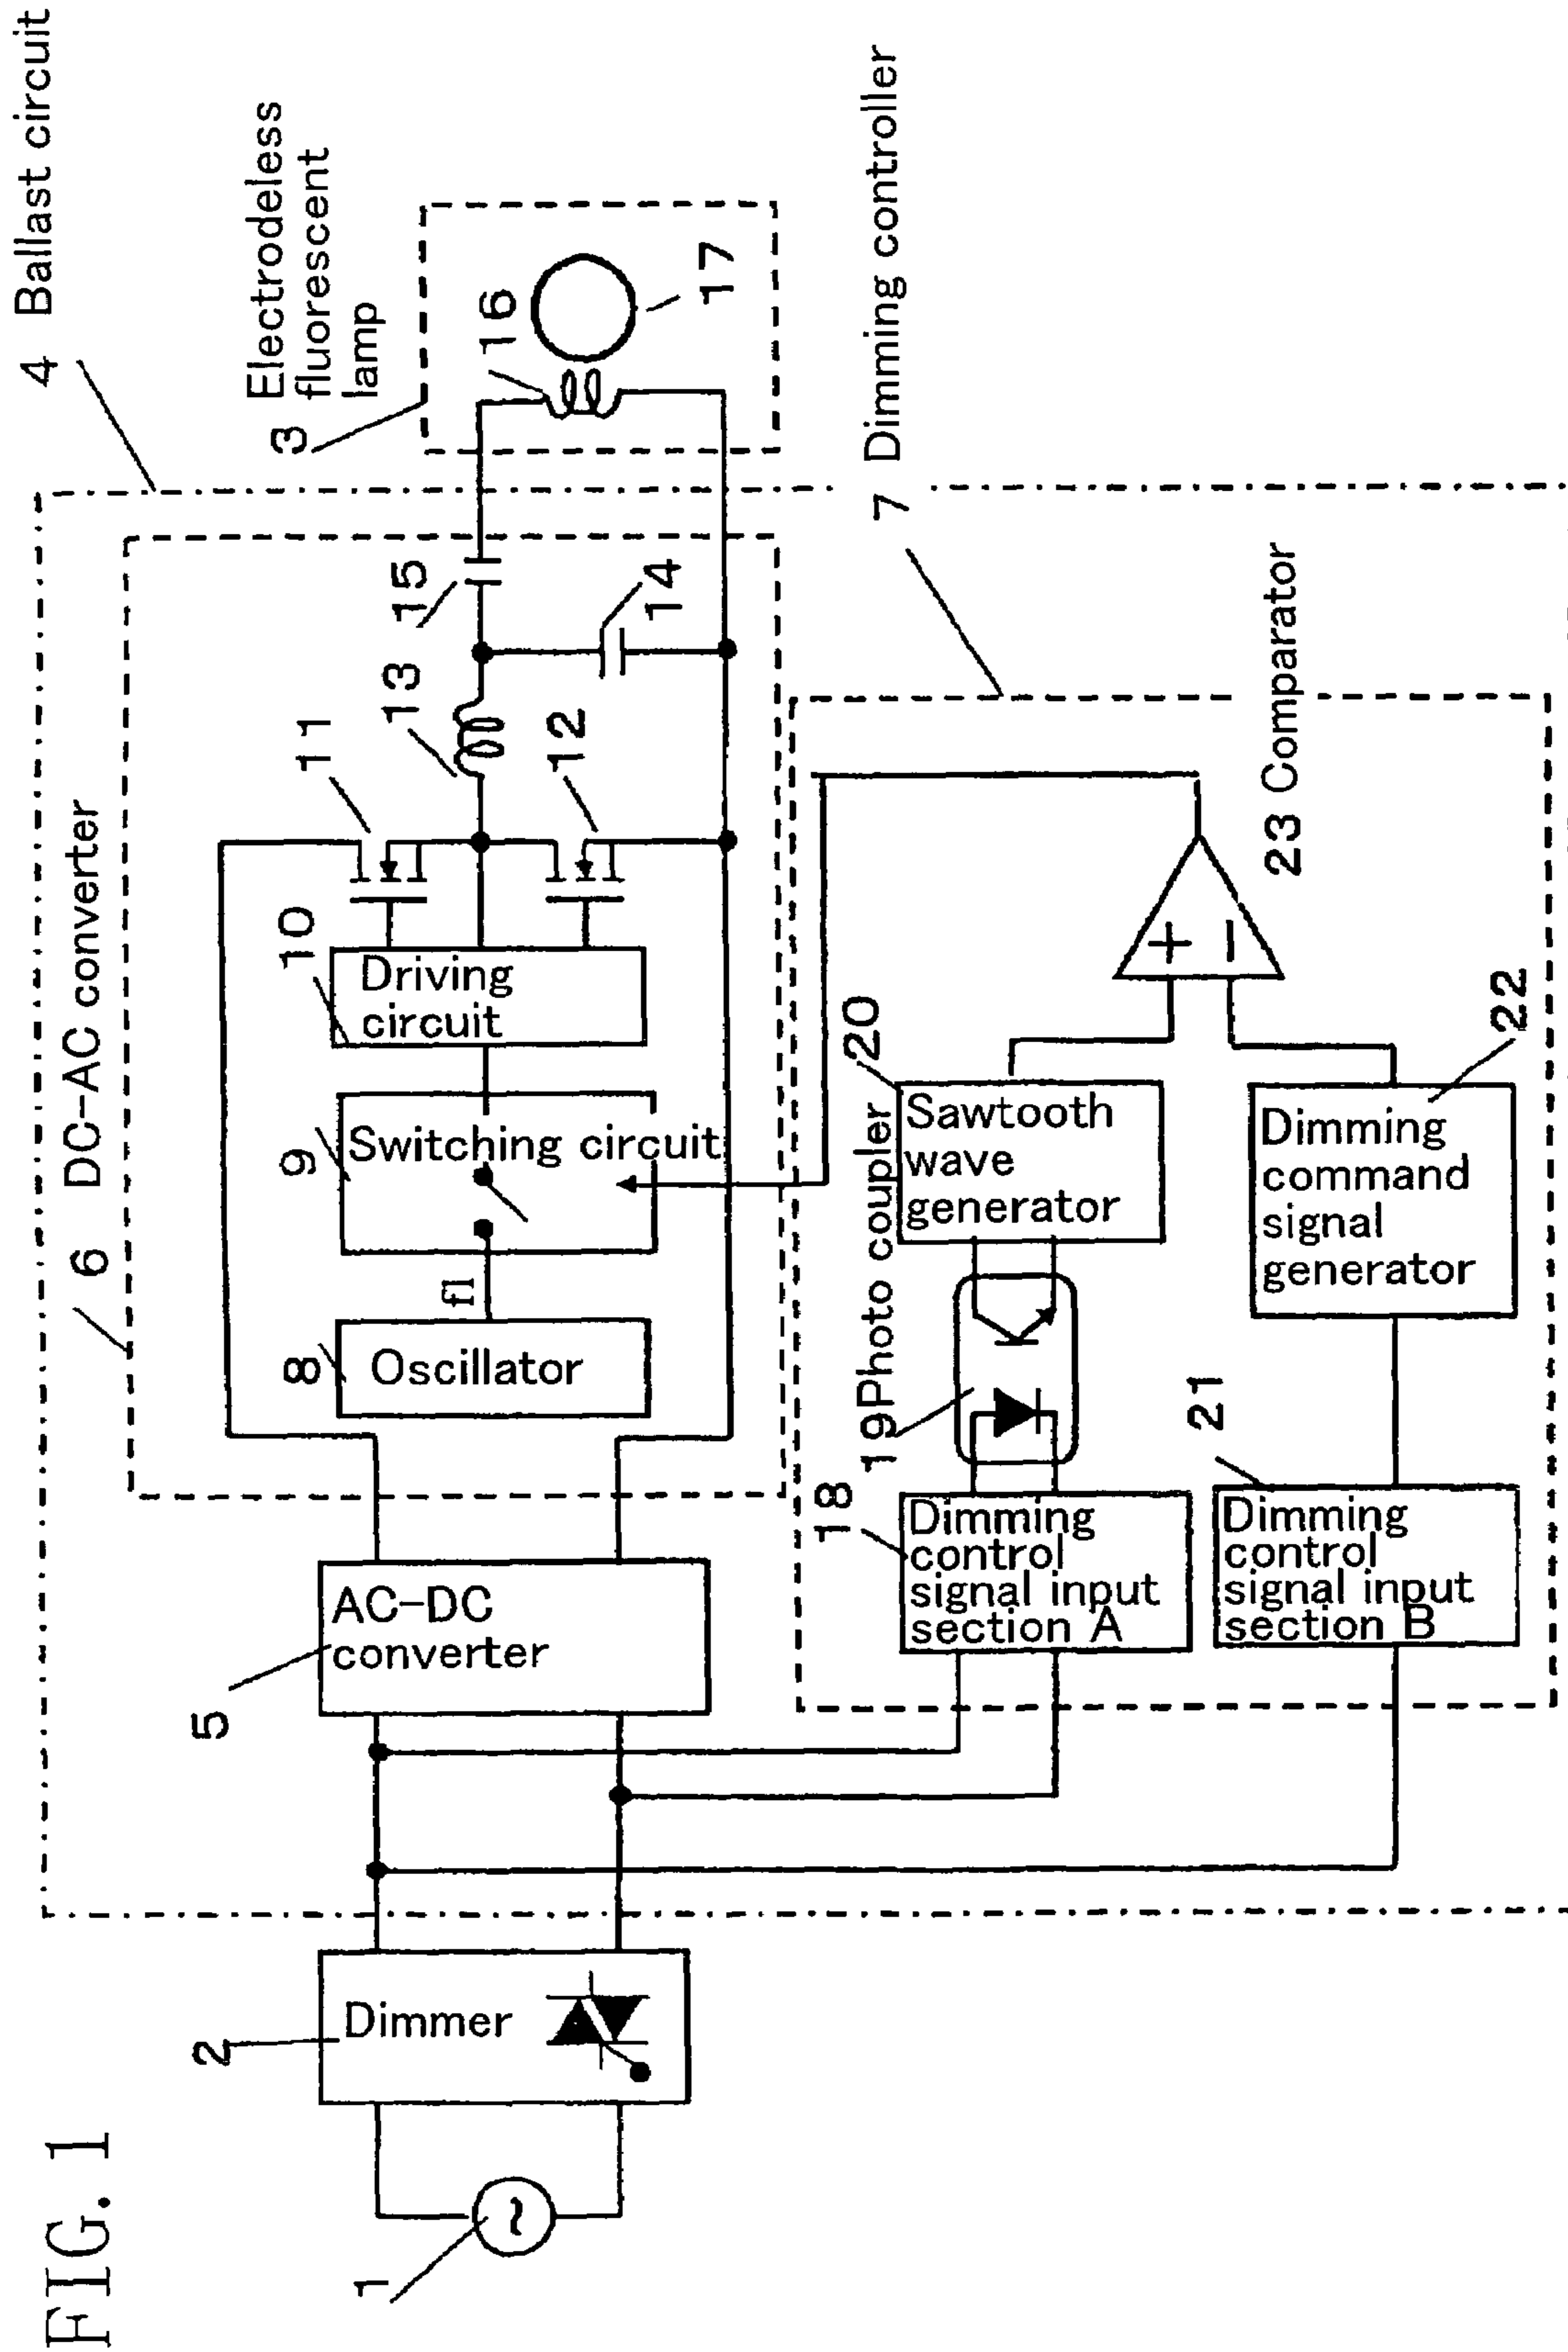 FIG. 1
4 Ballast circuit
6 DC-AC converter
3 Electrodeless
fluorescent
lamp
1
2
Dimmer
5
AC-DC
converter
8
Oscillator
f1
9
Switching circuit
10
Driving
circuit
11
12
13
14
15
16
17
7 Dimming controller
18
Dimming
control
signal input
section A
19 Photo coupler
20
Sawtooth
wave
generator
21
Dimming
control
signal input
section B
22
Dimming
command
signal
generator
+
−
23 Comparator